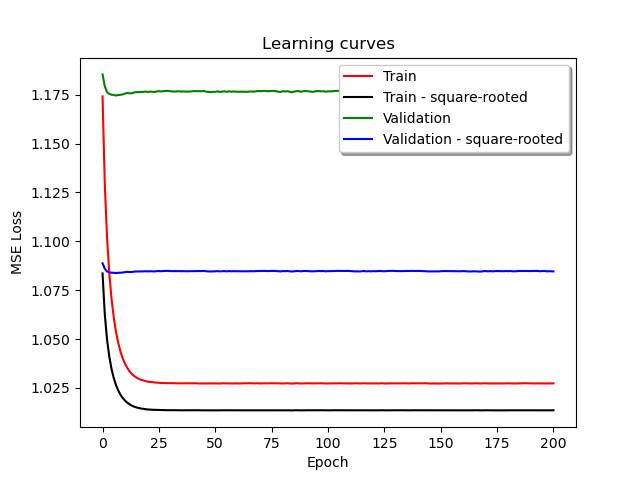 Learning curves
Train
Train - square-rooted
Validation
Validation - square-rooted
1.175
1.150
1.125
1.100
1.075
1.050
1.025
MSE Loss
0 25 50 75 100 125 150 175 200
Epoch